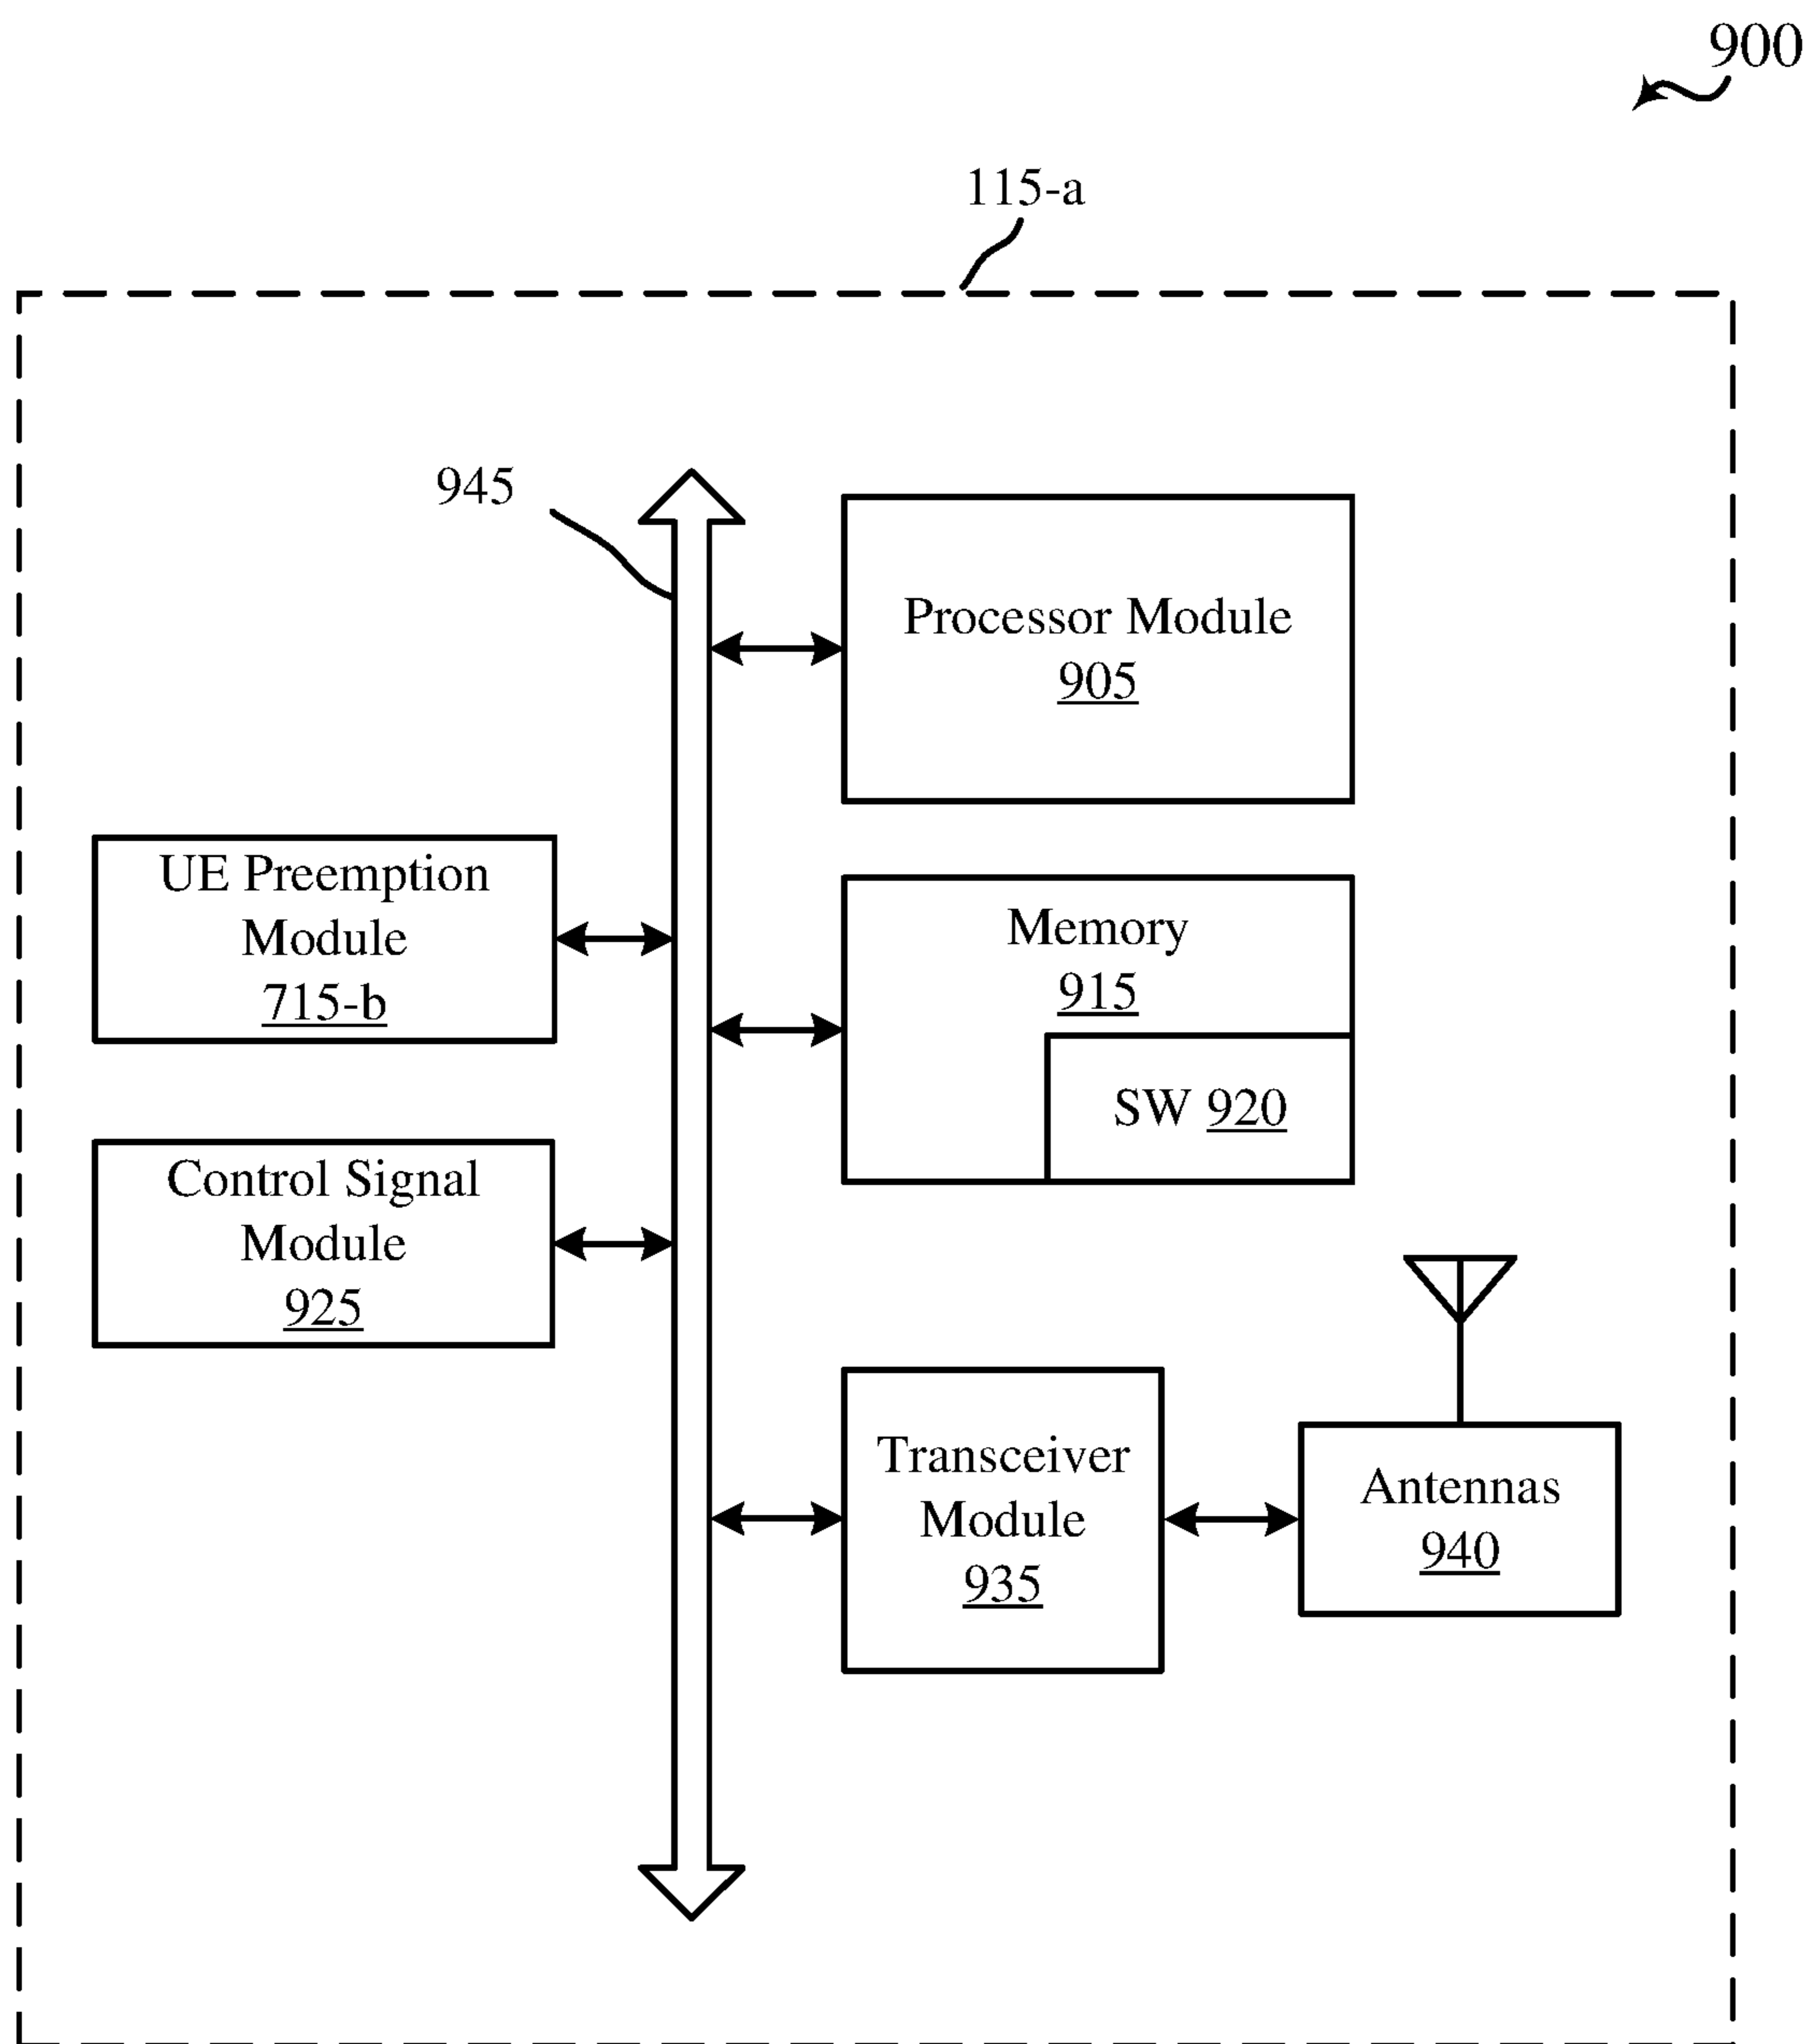 900
115-a
945
Processor Module
905
UE Preemption
Module
715-b
Memory
915
SW 920
Control Signal
Module
925
Transceiver
Module
935
Antennas
940